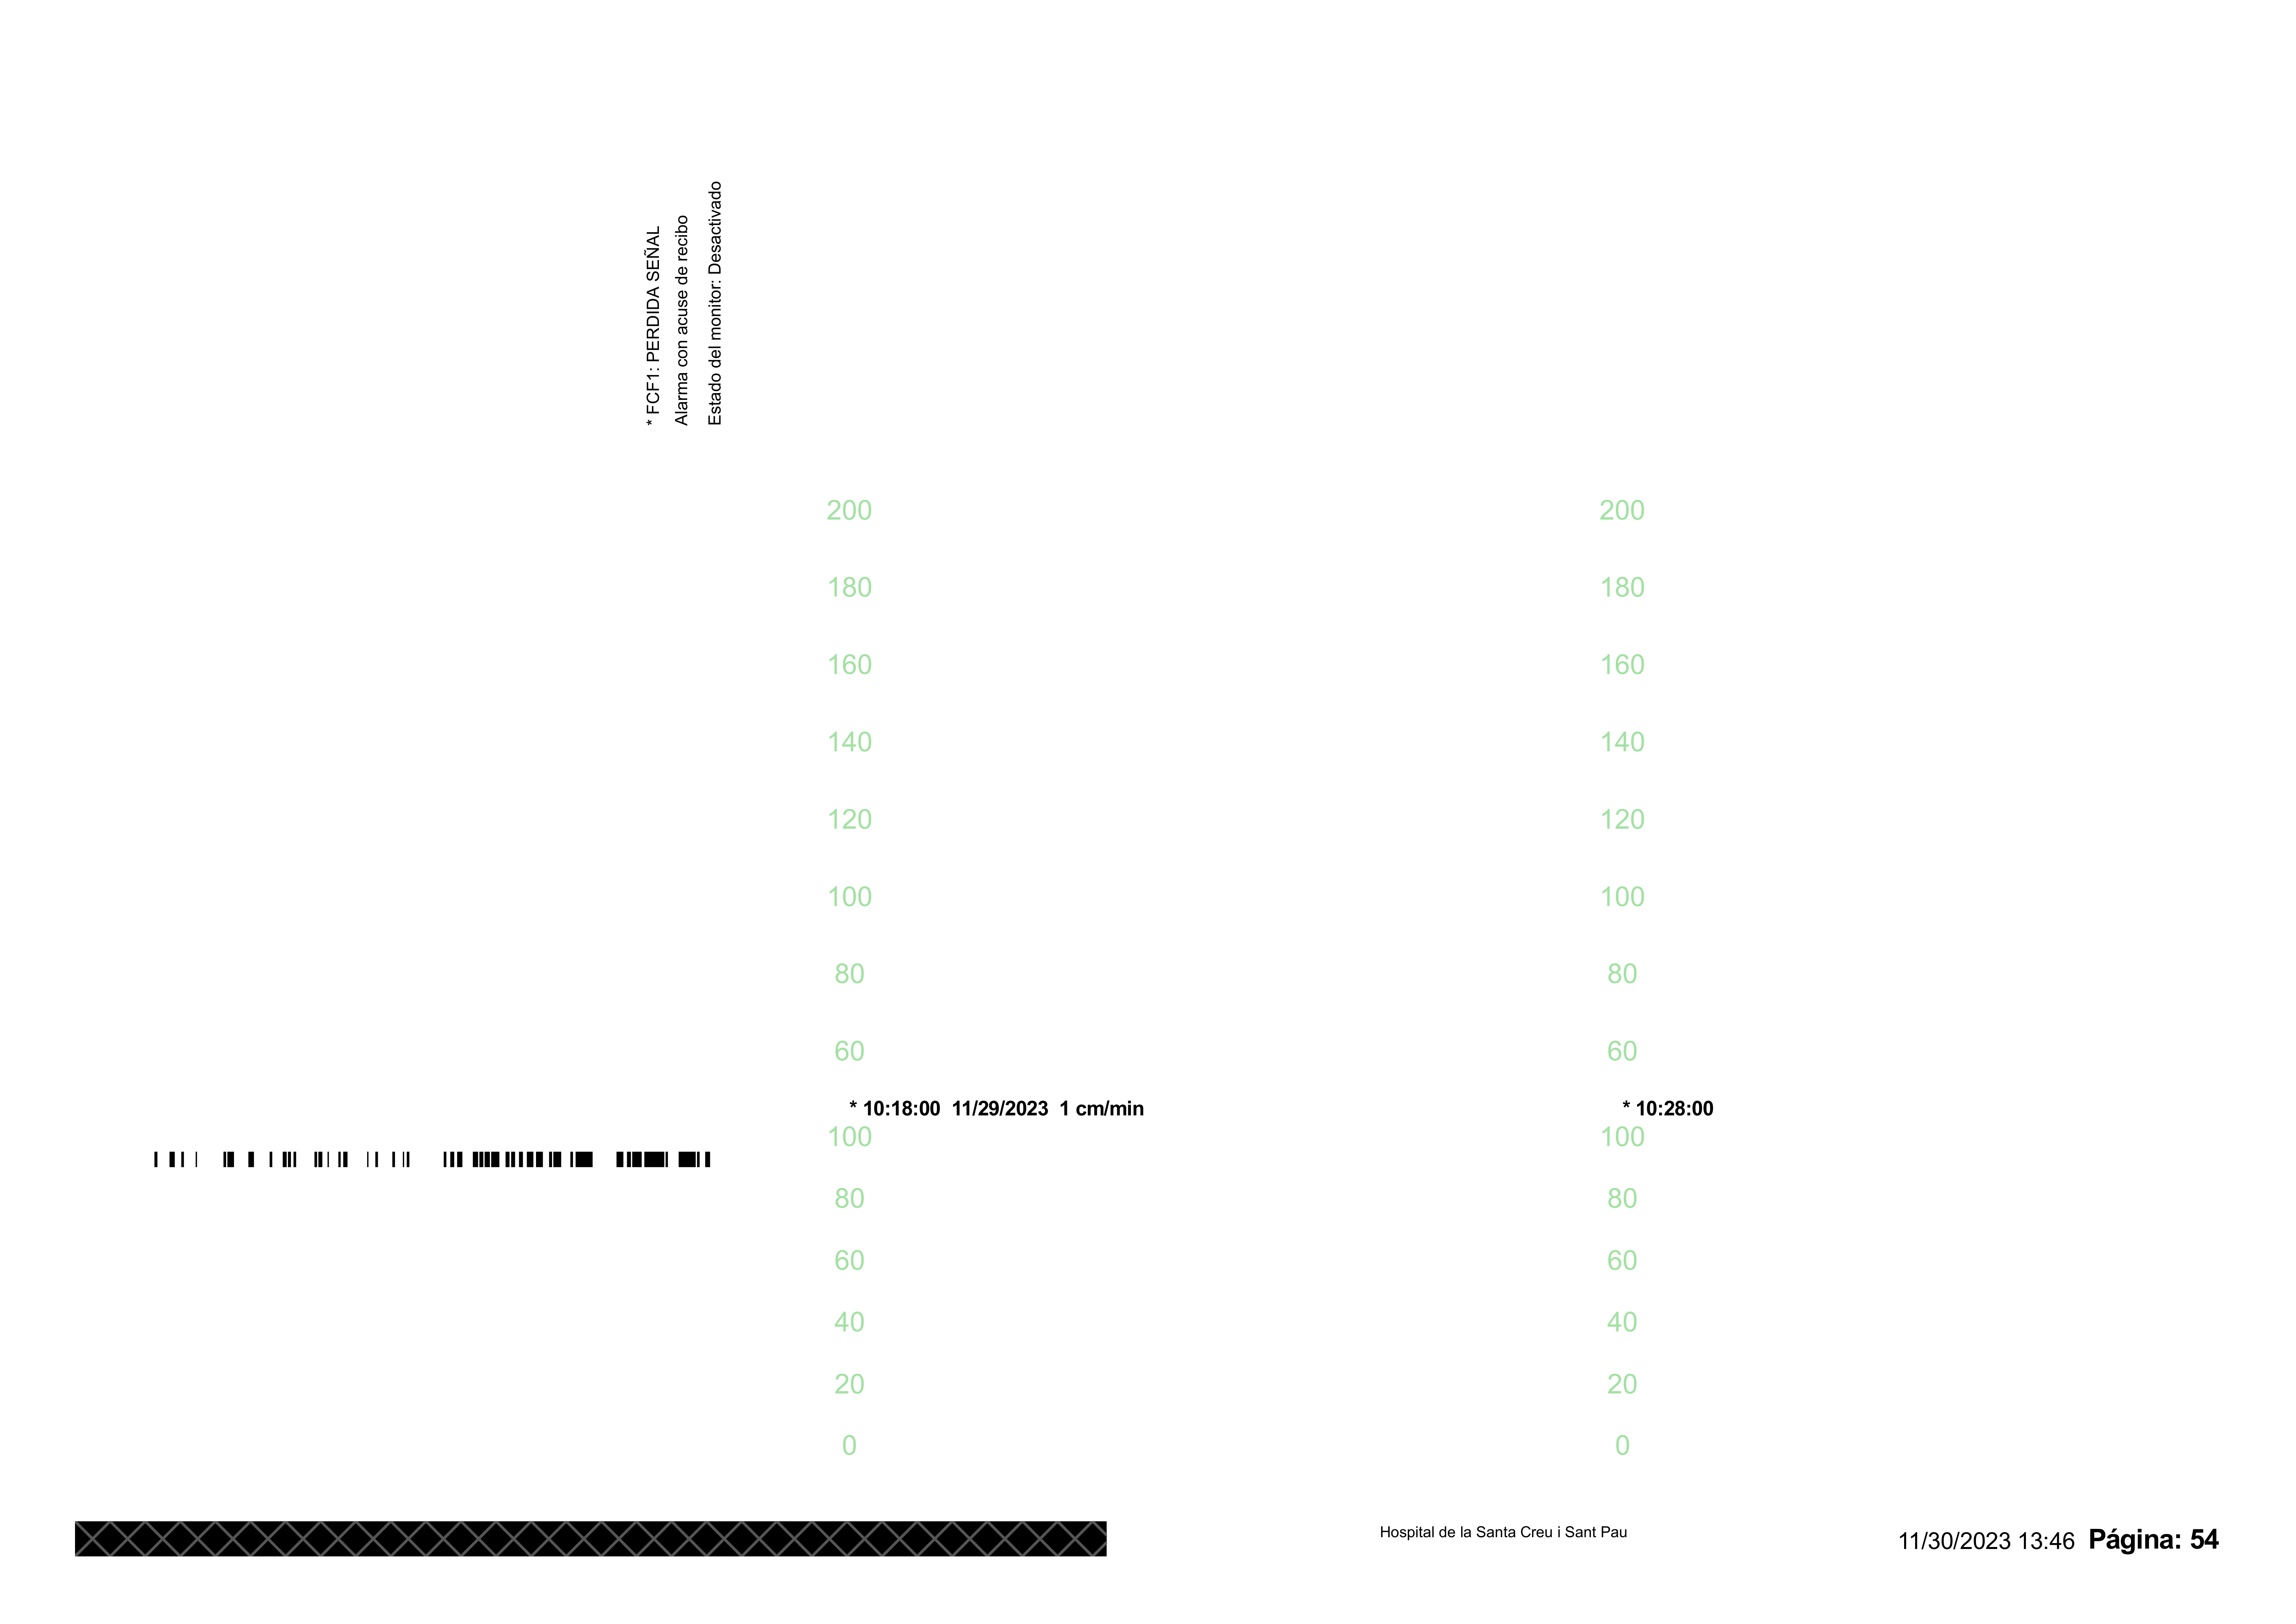 * FCF1: PERDIDA SEÑAL
Alarma con acuse de recibo
Estado del monitor: Desactivado
200 200
180 180
160 160
140 140
120 120
100 100
80 80
60 60
* 10:18:00 11/29/2023 1 cm/min * 10:28:00
100 100
80 80
60 60
40 40
20 20
0 0
Hospital de la Santa Creu i Sant Pau
11/30/2023 13:46 Página: 54